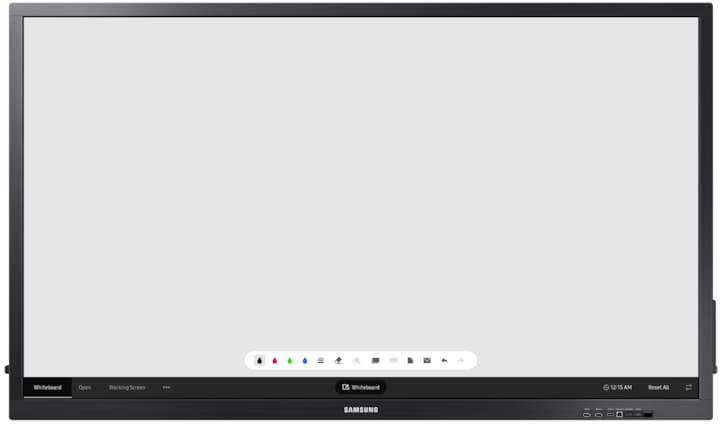 Whiteboard Open Working Screen ••• Whiteboard 12:15 AM Reset All
SAMSUNG